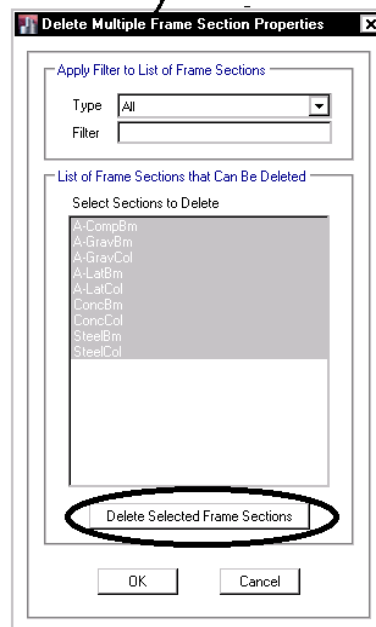 Delete Multiple Frame Section Properties
Apply Filter to List of Frame Sections
Type All
Filter
List of Frame Sections that Can Be Deleted
Select Sections to Delete
A-CompBm
A-GravBm
A-GravCol
A-LatBm
A-LatCol
ConcBm
ConcCol
SteelBm
SteelCol
Delete Selected Frame Sections
OK Cancel